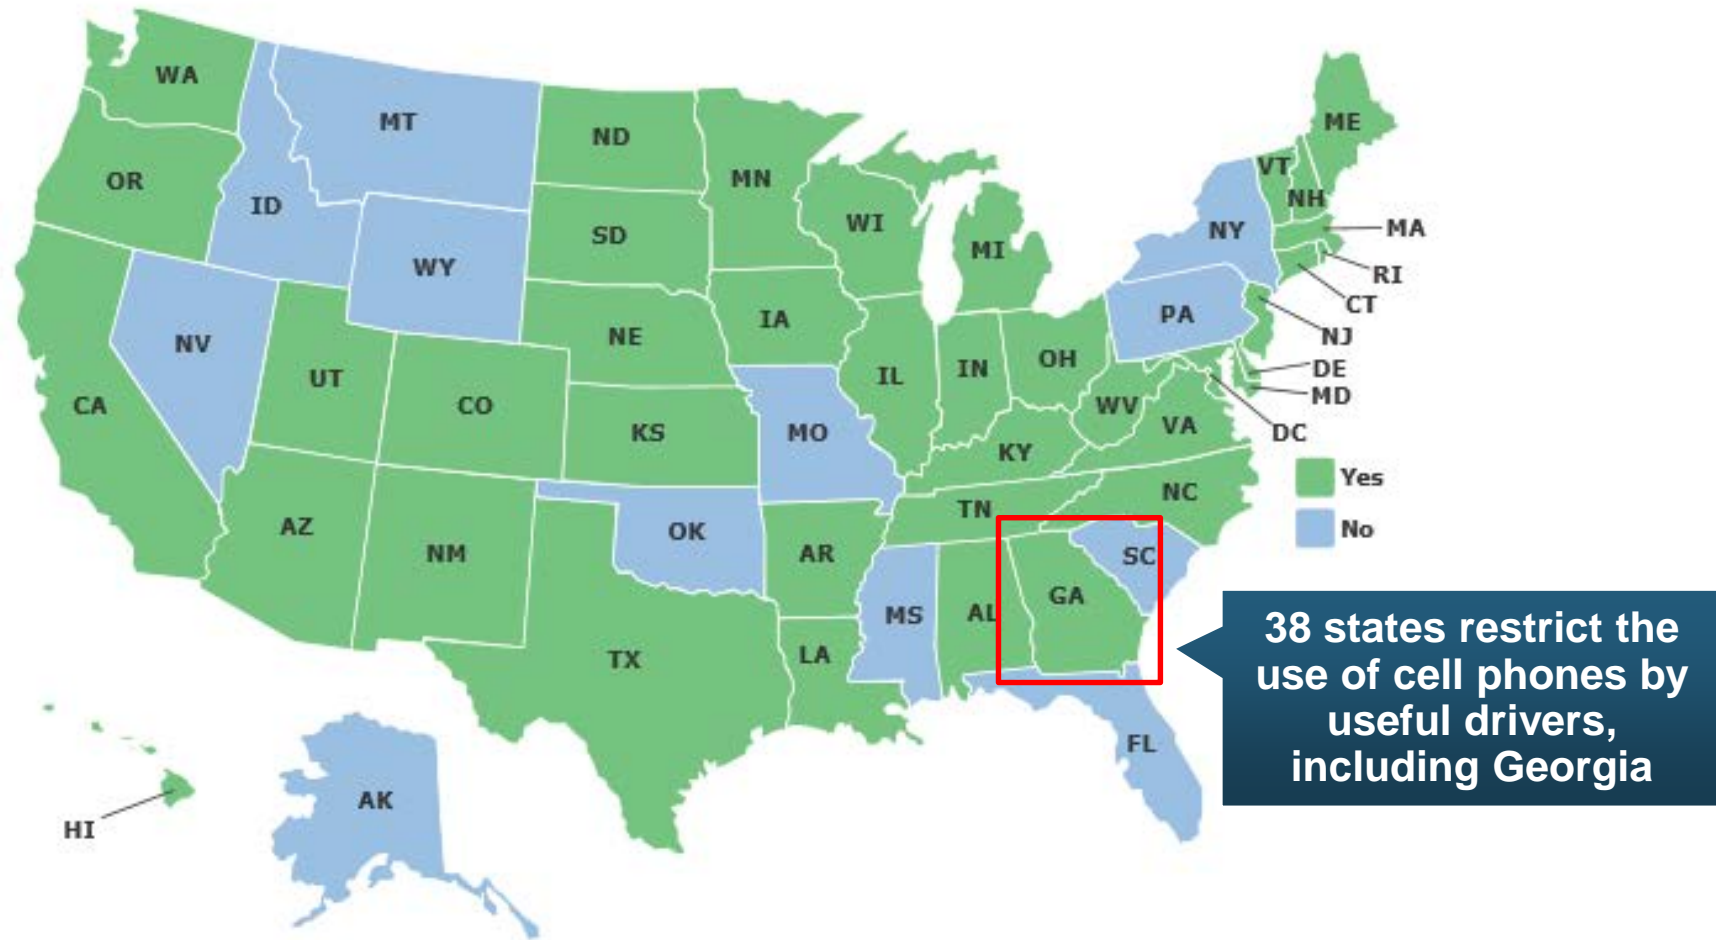 WA
MT
ND
ME
OR
ID
MN
VT
NH
WI
NY
MA
SD
MI
WY
RI
CT
PA
NV
NE
IA
NJ
UT
IL
IN
OH
DE
MD
CA
CO
WV
KS
MO
VA
DC
KY
Yes
NC
TN
AZ
OK
No
NM
AR
SC
GA
MS
AL
TX
LA
38 states restrict the
use of cell phones by
useful drivers,
including Georgia
FL
AK
HI